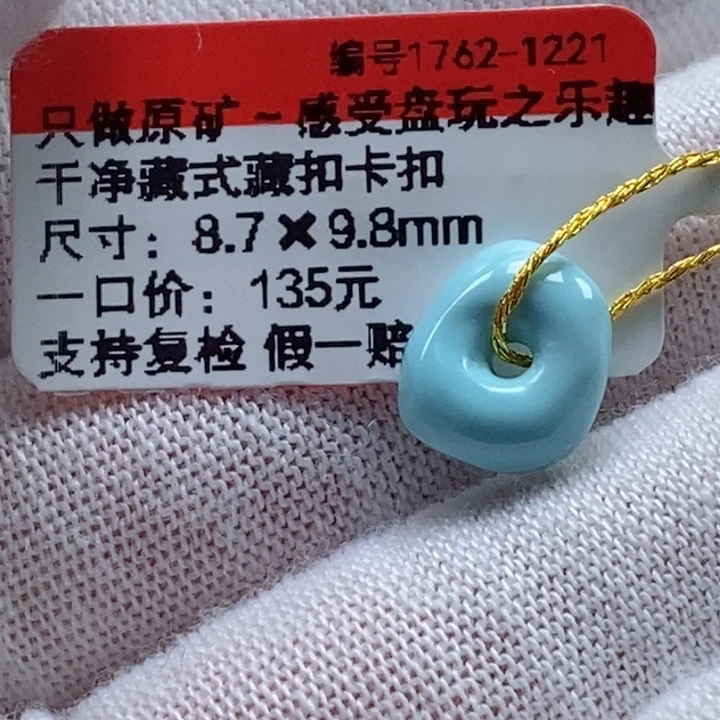 编号1762-1221
只做原矿~感受盘玩之乐趣
干净藏式藏扣卡扣
尺寸：8.7×9.8mm
一口价：135元
支持复检 假一赔